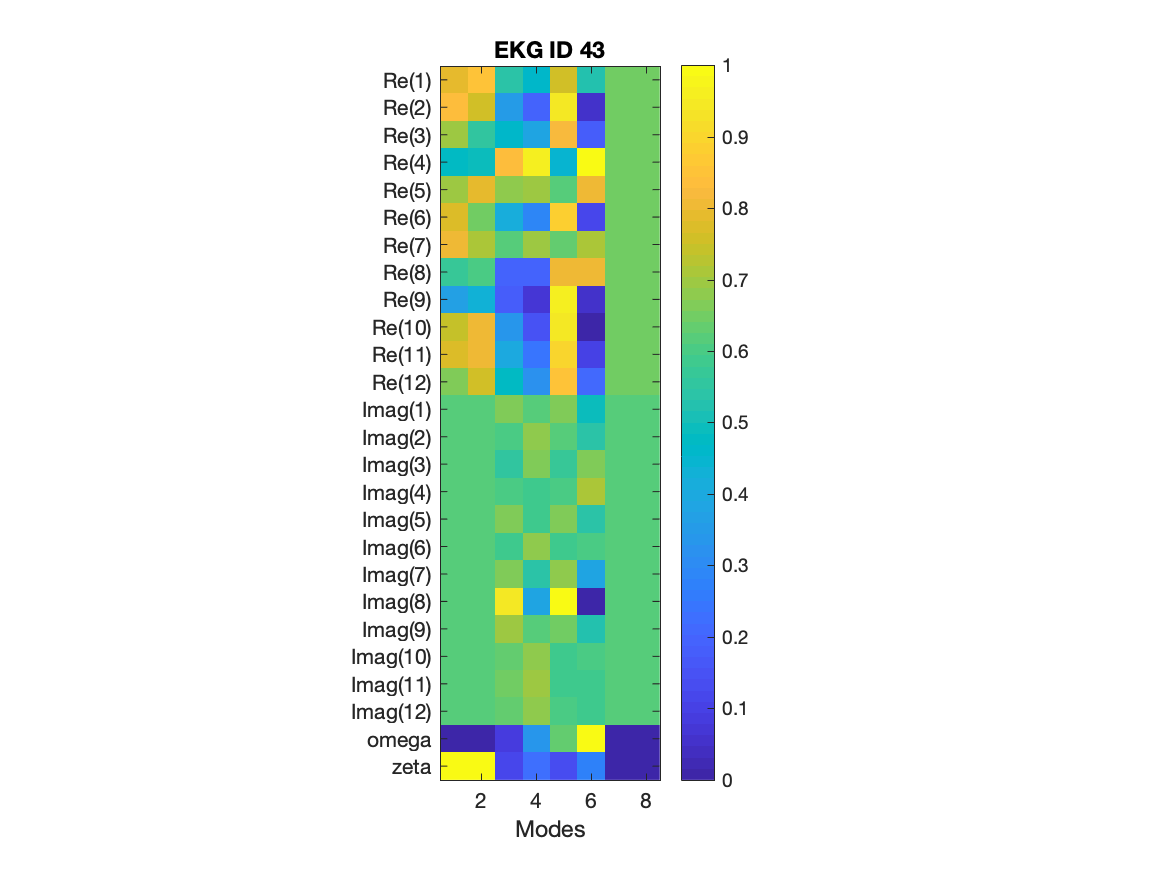 EKG ID 43
Re(1)
Re(2)
Re(3)
Re(4)
Re(5)
Re(6)
Re(7)
Re(8)
Re(9)
Re(10)
Re(11)
Re(12)
Imag(1)
Imag(2)
Imag(3)
Imag(4)
Imag(5)
Imag(6)
Imag(7)
Imag(8)
Imag(9)
Imag(10)
Imag(11)
Imag(12)
omega
zeta
2 4 6 8
Modes
1
0.9
0.8
0.7
0.6
0.5
0.4
0.3
0.2
0.1
0